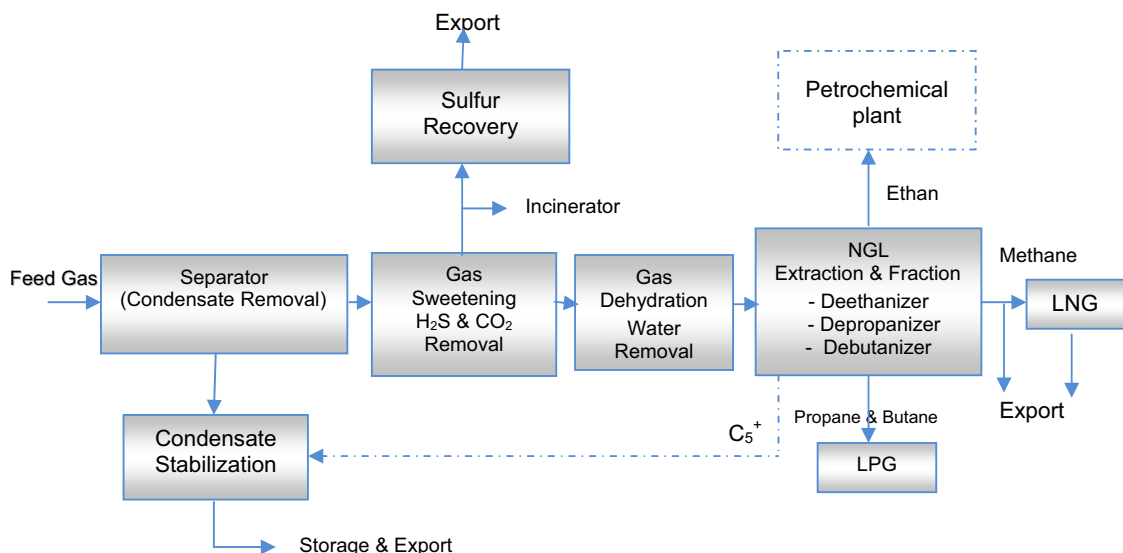 Export
Sulfur
Recovery
Petrochemical
plant
Incinerator
Ethan
Feed Gas
Separator
(Condensate Removal)
Gas
Sweetening
H₂S & CO₂
Removal
Gas
Dehydration
Water
Removal
NGL
Extraction & Fraction
- Deethanizer
- Depropanizer
- Debutanizer
Methane
LNG
Export
Propane & Butane
LPG
C₅⁺
Condensate
Stabilization
Storage & Export